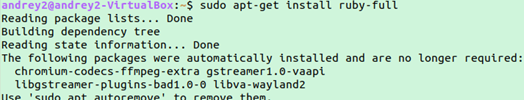 andrey2@andrey2-VirtualBox:~$ sudo apt-get install ruby-full
Reading package lists... Done
Building dependency tree
Reading state information... Done
The following packages were automatically installed and are no longer required:
  chromium-codecs-ffmpeg-extra gstreamer1.0-vaapi
  libgstreamer-plugins-bad1.0-0 libva-wayland2
Use 'sudo apt autoremove' to remove them.